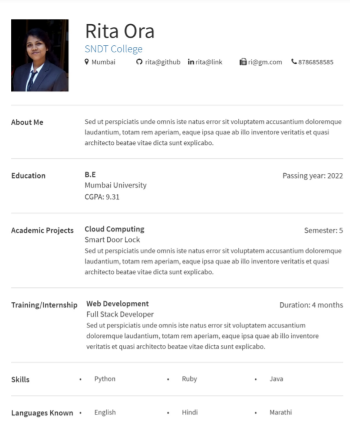 Rita Ora
SNDT College
Mumbai rita@github rita@link ri@gm.com 8786858585
About Me
Sed ut perspiciatis unde omnis iste natus error sit voluptatem accusantium doloremque
laudantium, totam rem aperiam, eaque ipsa quae ab illo inventore veritatis et quasi
architecto beatae vitae dicta sunt explicabo.
Education B.E Passing year: 2022
Mumbai University
CGPA: 9.31
Academic Projects Cloud Computing Semester: 5
Smart Door Lock
Sed ut perspiciatis unde omnis iste natus error sit voluptatem accusantium doloremque
laudantium, totam rem aperiam, eaque ipsa quae ab illo inventore veritatis et quasi
architecto beatae vitae dicta sunt explicabo.
Training/Internship Web Development Duration: 4 months
Full Stack Developer
Sed ut perspiciatis unde omnis iste natus error sit voluptatem accusantium
doloremque laudantium, totam rem aperiam, eaque ipsa quae ab illo inventore
veritatis et quasi architecto beatae vitae dicta sunt explicabo.
Skills • Python • Ruby • Java
Languages Known • English • Hindi • Marathi